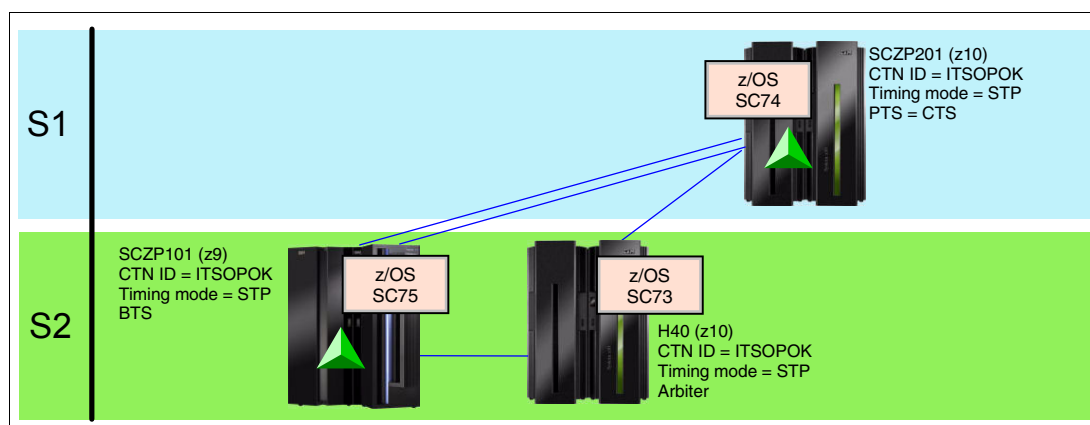 S1
z/OS
SC74
SCZP201 (z10)
CTN ID = ITSOPOK
Timing mode = STP
PTS = CTS
S2
SCZP101 (z9)
CTN ID = ITSOPOK
Timing mode = STP
BTS
z/OS
SC75
z/OS
SC73
H40 (z10)
CTN ID = ITSOPOK
Timing mode = STP
Arbiter